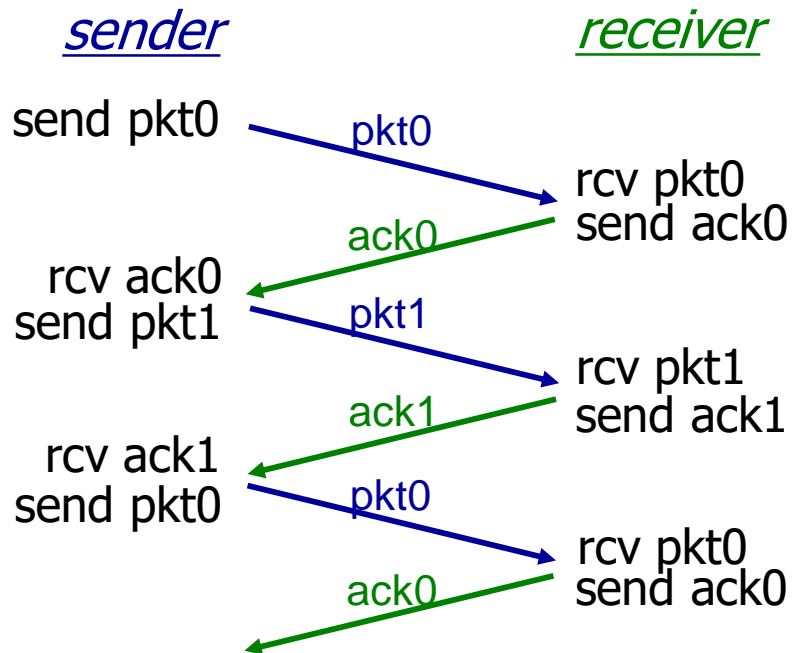 sender
receiver
send pkt0
pkt0
rcv pkt0
send ack0
ack0
rcv ack0
send pkt1
pkt1
rcv pkt1
send ack1
ack1
rcv ack1
send pkt0
pkt0
rcv pkt0
send ack0
ack0